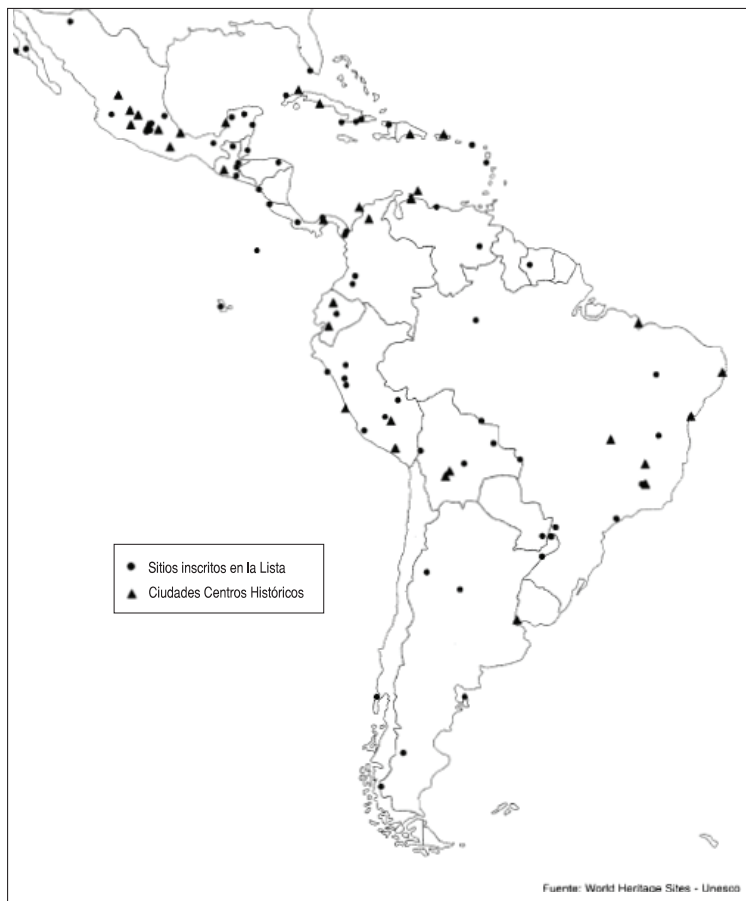 Sitios inscritos en la Lista
Ciudades Centros Históricos
Fuente: World Heritage Sites - Unesco